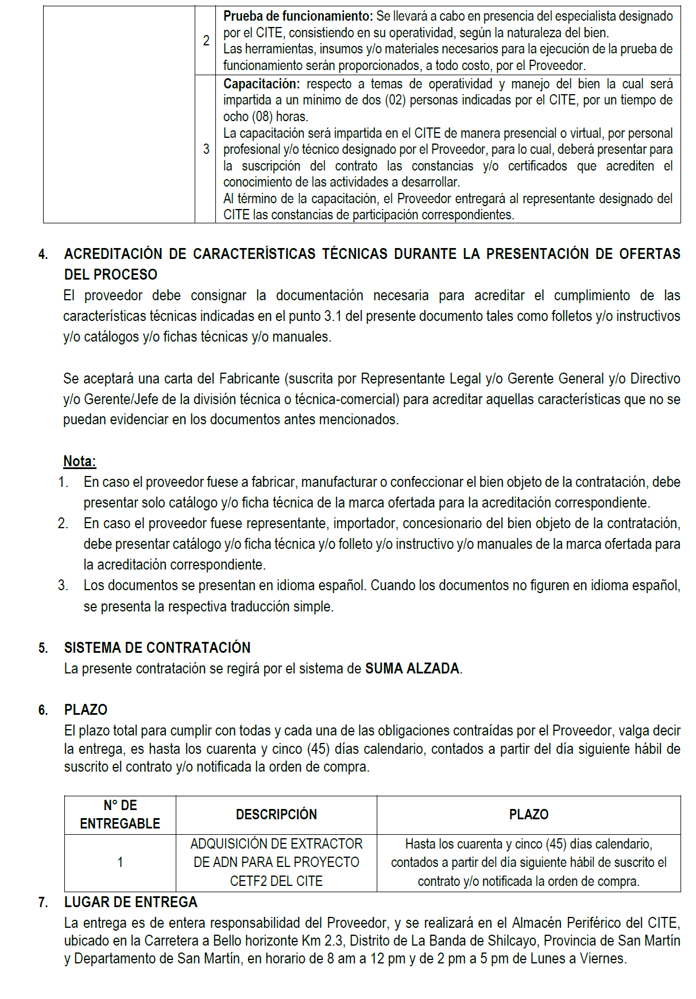 2
Prueba de funcionamiento: Se llevará a cabo en presencia del especialista designado
por el CITE, consistiendo en su operatividad, según la naturaleza del bien.
Las herramientas, insumos y/o materiales necesarios para la ejecución de la prueba de
funcionamiento serán proporcionados, a todo costo, por el Proveedor.
3
Capacitación: respecto a temas de operatividad y manejo del bien la cual será
impartida a un mínimo de dos (02) personas indicadas por el CITE, por un tiempo de
ocho (08) horas.
La capacitación será impartida en el CITE de manera presencial o virtual, por personal
profesional y/o técnico designado por el Proveedor, para lo cual, deberá presentar para
la suscripción del contrato las constancias y/o certificados que acrediten el
conocimiento de las actividades a desarrollar.
Al término de la capacitación, el Proveedor entregará al representante designado del
CITE las constancias de participación correspondientes.
4. ACREDITACIÓN DE CARACTERÍSTICAS TÉCNICAS DURANTE LA PRESENTACIÓN DE OFERTAS
DEL PROCESO
El proveedor debe consignar la documentación necesaria para acreditar el cumplimiento de las
características técnicas indicadas en el punto 3.1 del presente documento tales como folletos y/o instructivos
y/o catálogos y/o fichas técnicas y/o manuales.
Se aceptará una carta del Fabricante (suscrita por Representante Legal y/o Gerente General y/o Directivo
y/o Gerente/Jefe de la división técnica o técnica-comercial) para acreditar aquellas características que no se
puedan evidenciar en los documentos antes mencionados.
Nota:
1. En caso el proveedor fuese a fabricar, manufacturar o confeccionar el bien objeto de la contratación, debe
presentar solo catálogo y/o ficha técnica de la marca ofertada para la acreditación correspondiente.
2. En caso el proveedor fuese representante, importador, concesionario del bien objeto de la contratación,
debe presentar catálogo y/o ficha técnica y/o folleto y/o instructivo y/o manuales de la marca ofertada para
la acreditación correspondiente.
3. Los documentos se presentan en idioma español. Cuando los documentos no figuren en idioma español,
se presenta la respectiva traducción simple.
5. SISTEMA DE CONTRATACIÓN
La presente contratación se regirá por el sistema de SUMA ALZADA.
6. PLAZO
El plazo total para cumplir con todas y cada una de las obligaciones contraídas por el Proveedor, valga decir
la entrega, es hasta los cuarenta y cinco (45) días calendario, contados a partir del día siguiente hábil de
suscrito el contrato y/o notificada la orden de compra.
N° DE
ENTREGABLE
DESCRIPCIÓN
PLAZO
1
ADQUISICIÓN DE EXTRACTOR
DE ADN PARA EL PROYECTO
CETF2 DEL CITE
Hasta los cuarenta y cinco (45) días calendario,
contados a partir del día siguiente hábil de suscrito el
contrato y/o notificada la orden de compra.
7. LUGAR DE ENTREGA
La entrega es de entera responsabilidad del Proveedor, y se realizará en el Almacén Periférico del CITE,
ubicado en la Carretera a Bello horizonte Km 2.3, Distrito de La Banda de Shilcayo, Provincia de San Martín
y Departamento de San Martín, en horario de 8 am a 12 pm y de 2 pm a 5 pm de Lunes a Viernes.